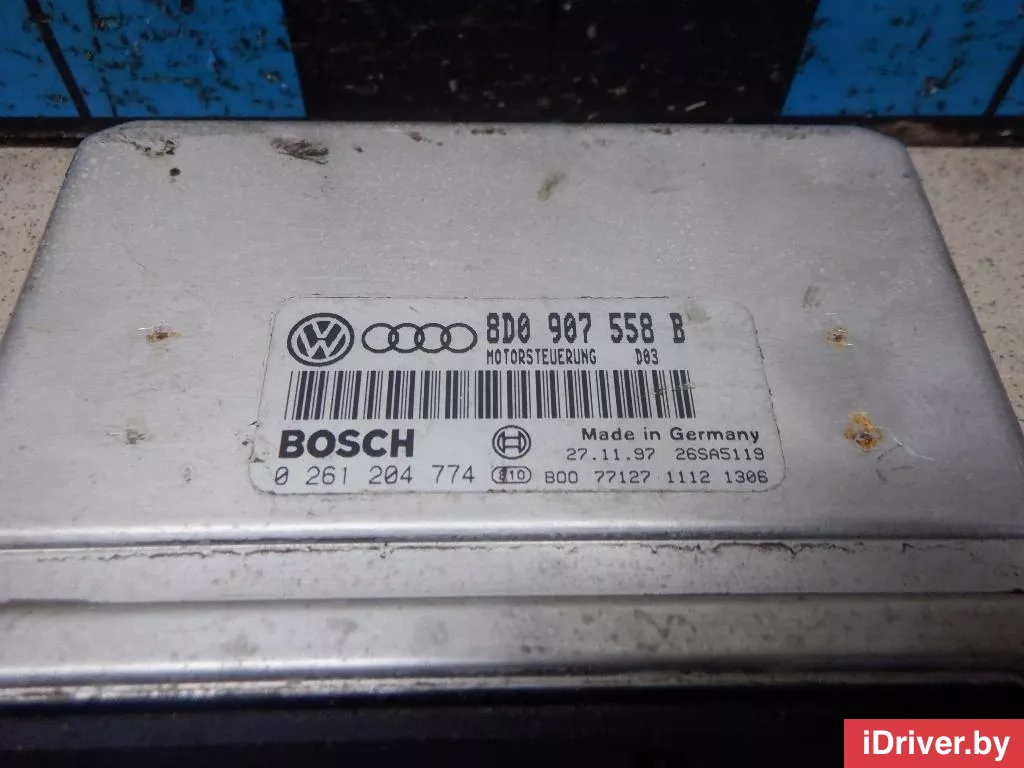 8D0 907 558 B
MOTORSTEUERUNG D03
BOSCH
Made in Germany
27.11.97 26SA5119
0 261 204 774 B00 77127 1112 1306
iDriver.by